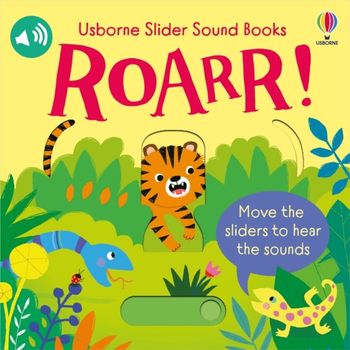 Usborne Slider Sound Books
USBORNE
ROARR!
Move the
sliders to hear
the sounds